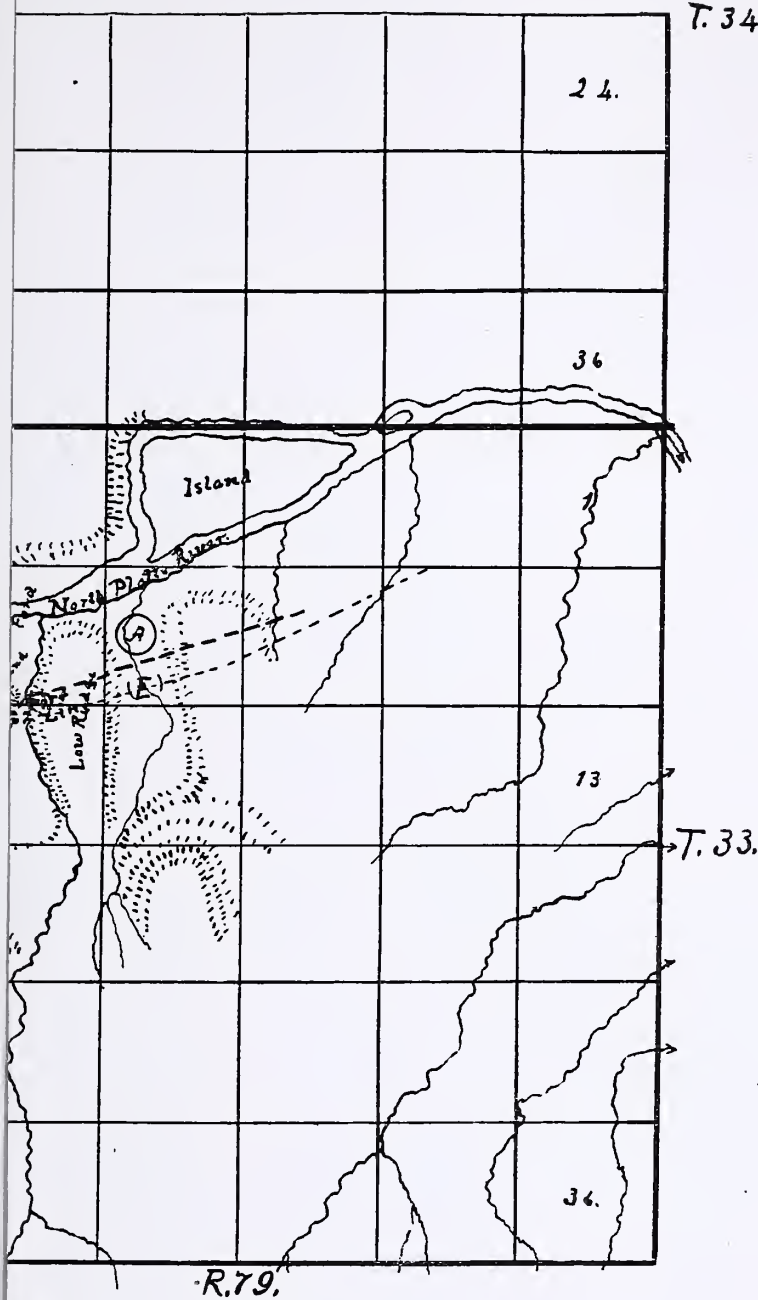 T. 34
24.
36
Island
North Platte River.
A
Low Ridge
13
T. 33.
36.
R.79.